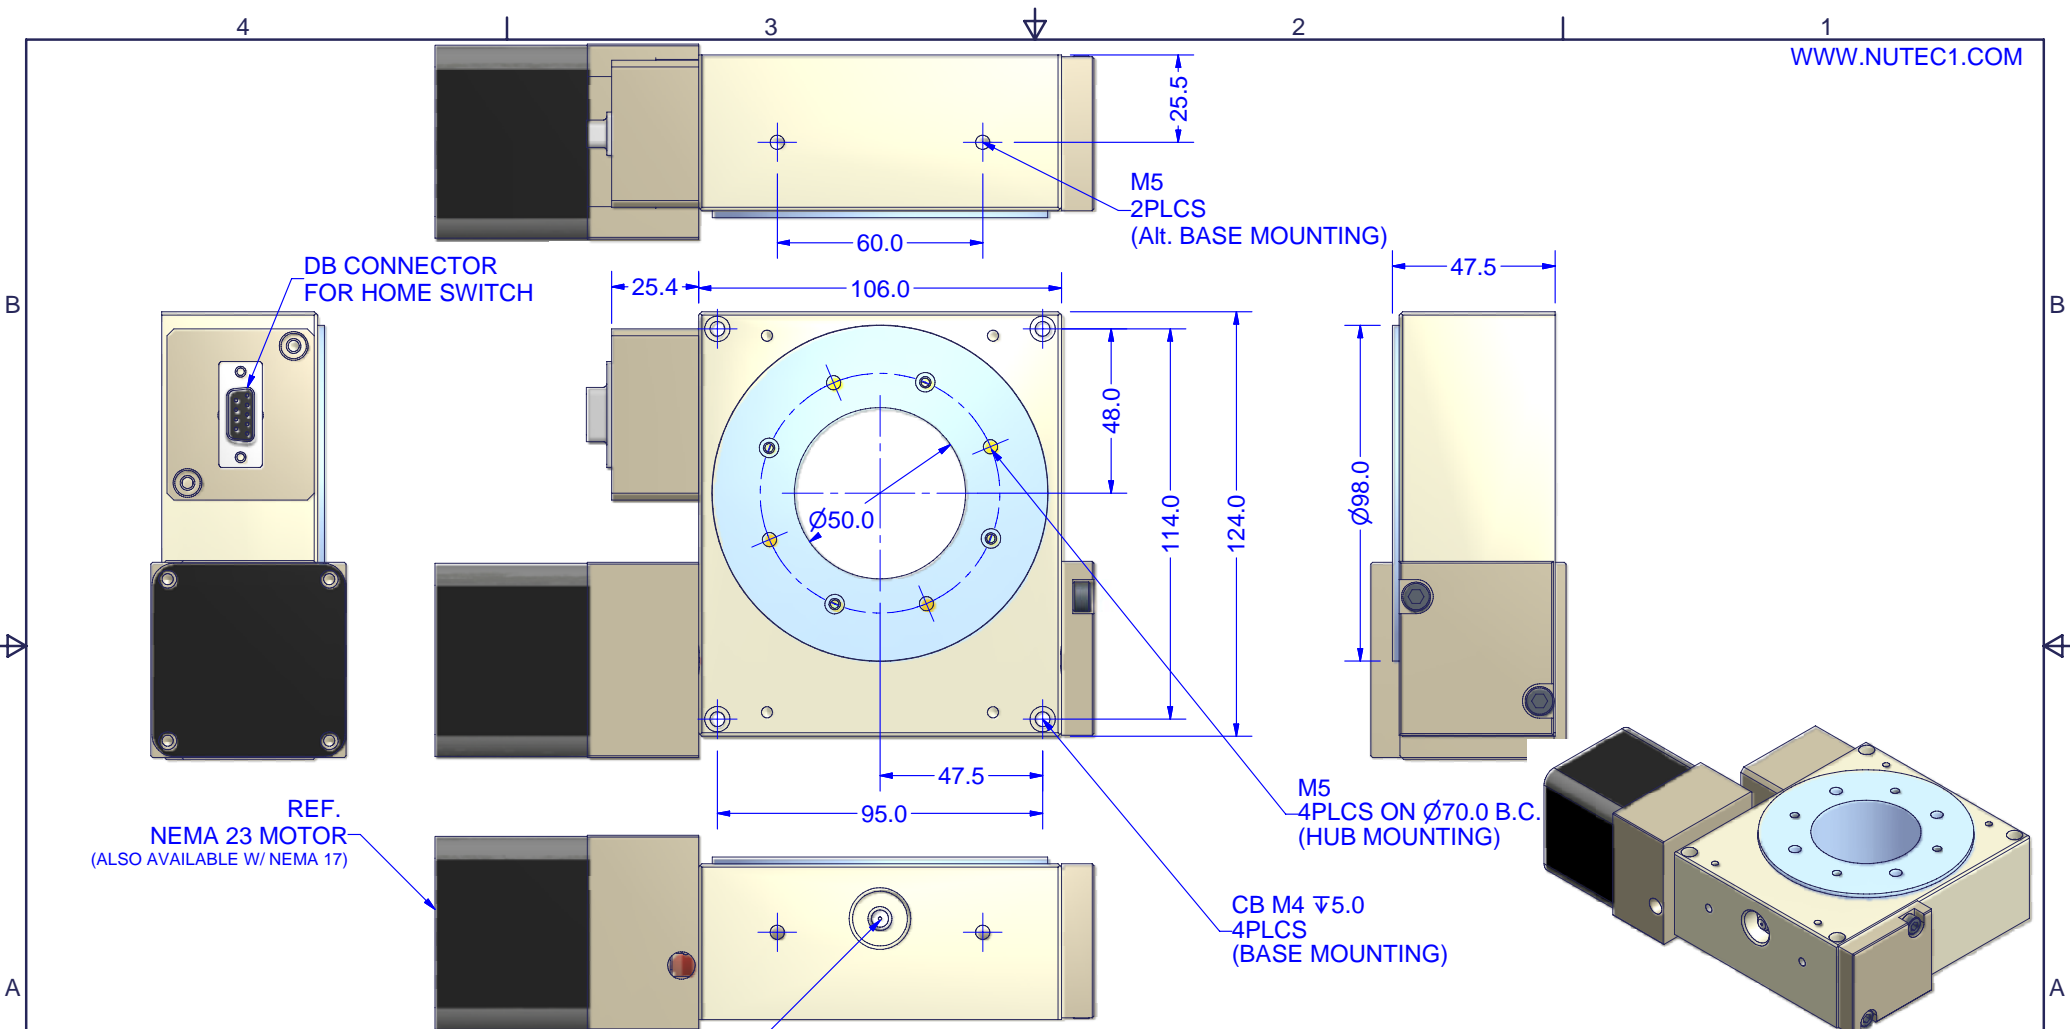 4
3
2
1
WWW.NUTEC1.COM
25.5
M5
2PLCS
(Alt. BASE MOUNTING)
60.0
DB CONNECTOR
FOR HOME SWITCH
25.4
106.0
47.5
B
B
48.0
Ø98.0
Ø50.0
114.0
124.0
47.5
95.0
REF.
NEMA 23 MOTOR
(ALSO AVAILABLE W/ NEMA 17)
M5
4PLCS ON Ø70.0 B.C.
(HUB MOUNTING)
CB M4 ↧5.0
4PLCS
(BASE MOUNTING)
A
A